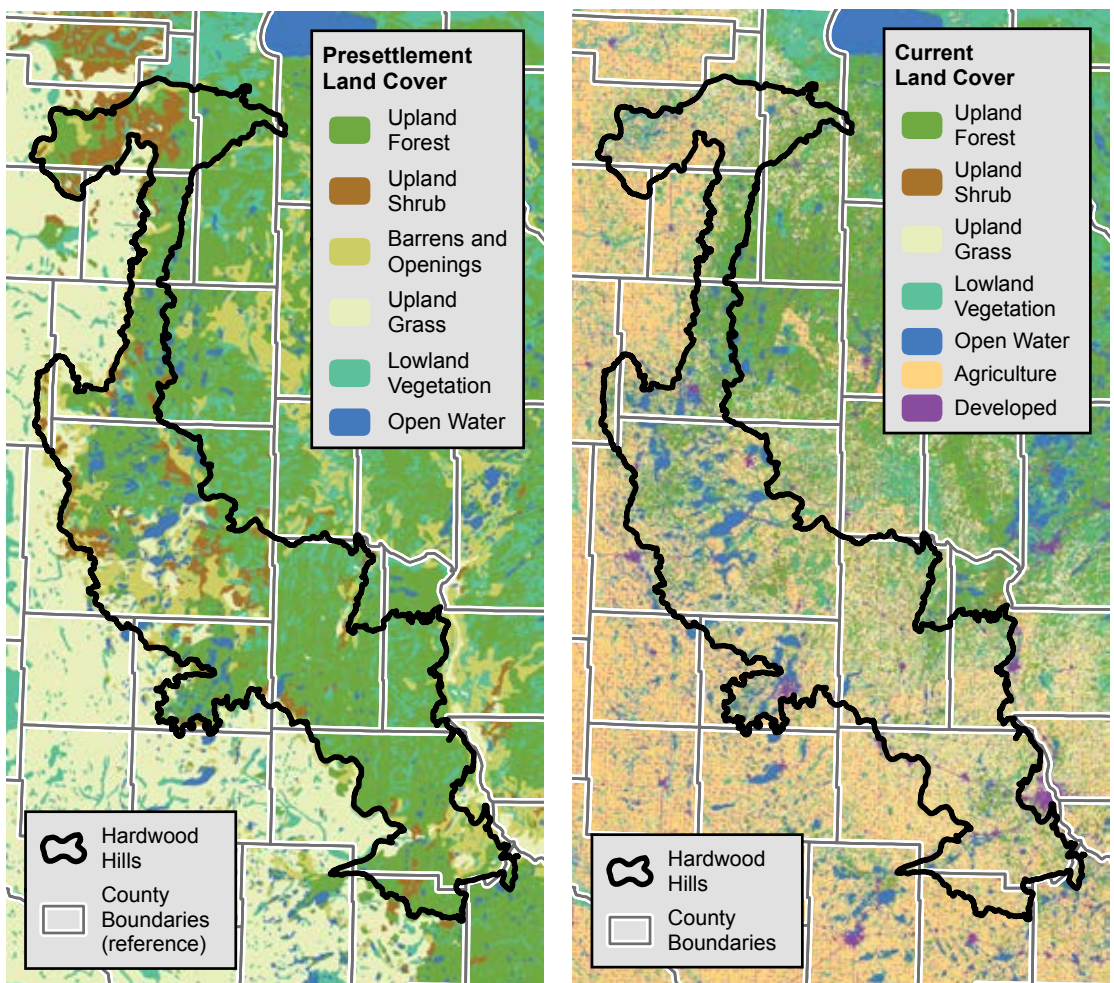 Presettlement
Land Cover
Upland
Forest
Upland
Shrub
Barrens and
Openings
Upland
Grass
Lowland
Vegetation
Open Water
Hardwood
Hills
County
Boundaries
(reference)
Current
Land Cover
Upland
Forest
Upland
Shrub
Upland
Grass
Lowland
Vegetation
Open Water
Agriculture
Developed
Hardwood
Hills
County
Boundaries